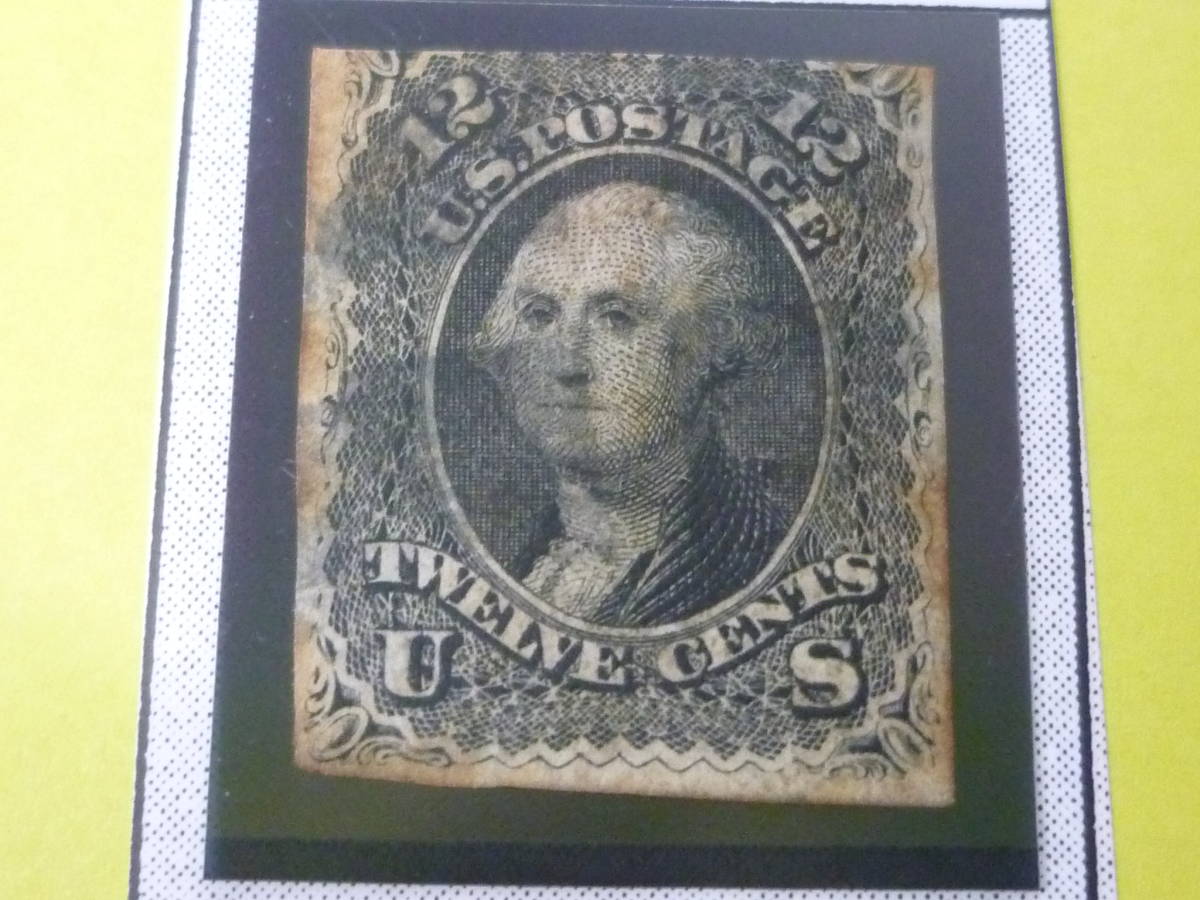 12 12
U.S.POSTAGE
TWELVE CENTS
U S